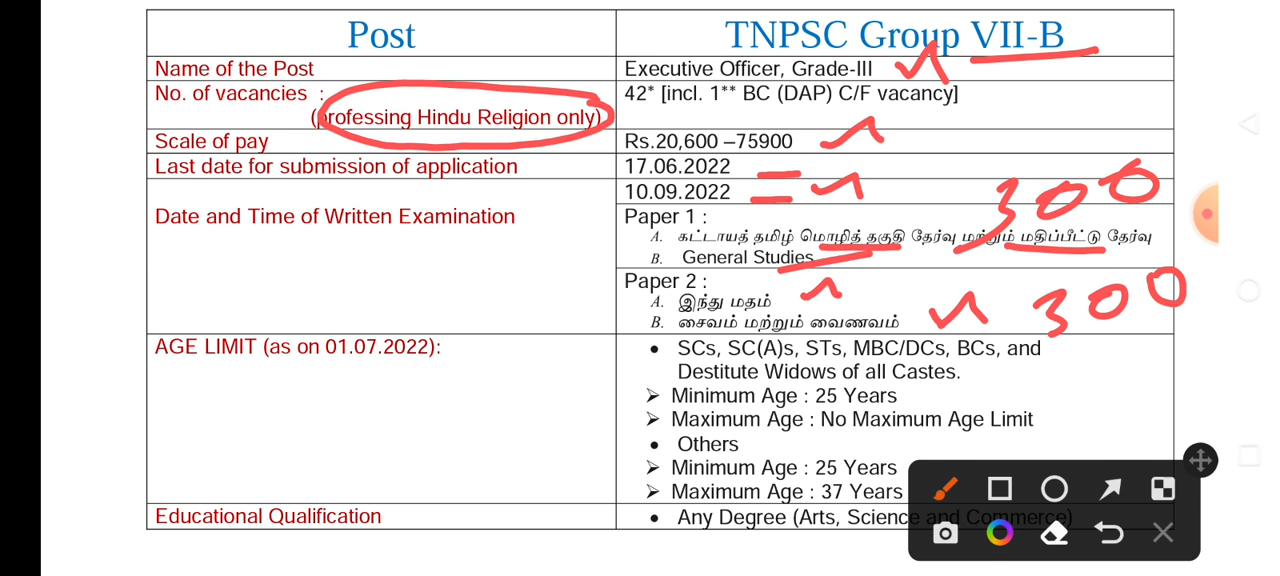 Post TNPSC Group VII-B
Name of the Post Executive Officer, Grade-III
No. of vacancies : 42* [incl. 1** BC (DAP) C/F vacancy]
(professing Hindu Religion only)
Scale of pay Rs.20,600 –75900
Last date for submission of application 17.06.2022
10.09.2022
300
Date and Time of Written Examination Paper 1 :
A. கட்டாயத் தமிழ் மொழித் தகுதி தேர்வு மற்றும் மதிப்பீட்டு தேர்வு
B. General Studies
Paper 2 :
A. இந்து மதம்
300
B. சைவம் மற்றும் வைணவம்
AGE LIMIT (as on 01.07.2022): • SCs, SC(A)s, STs, MBC/DCs, BCs, and
Destitute Widows of all Castes.
➢ Minimum Age : 25 Years
➢ Maximum Age : No Maximum Age Limit
• Others
➢ Minimum Age : 25 Years
➢ Maximum Age : 37 Years
Educational Qualification • Any Degree (Arts, Science and Commerce)